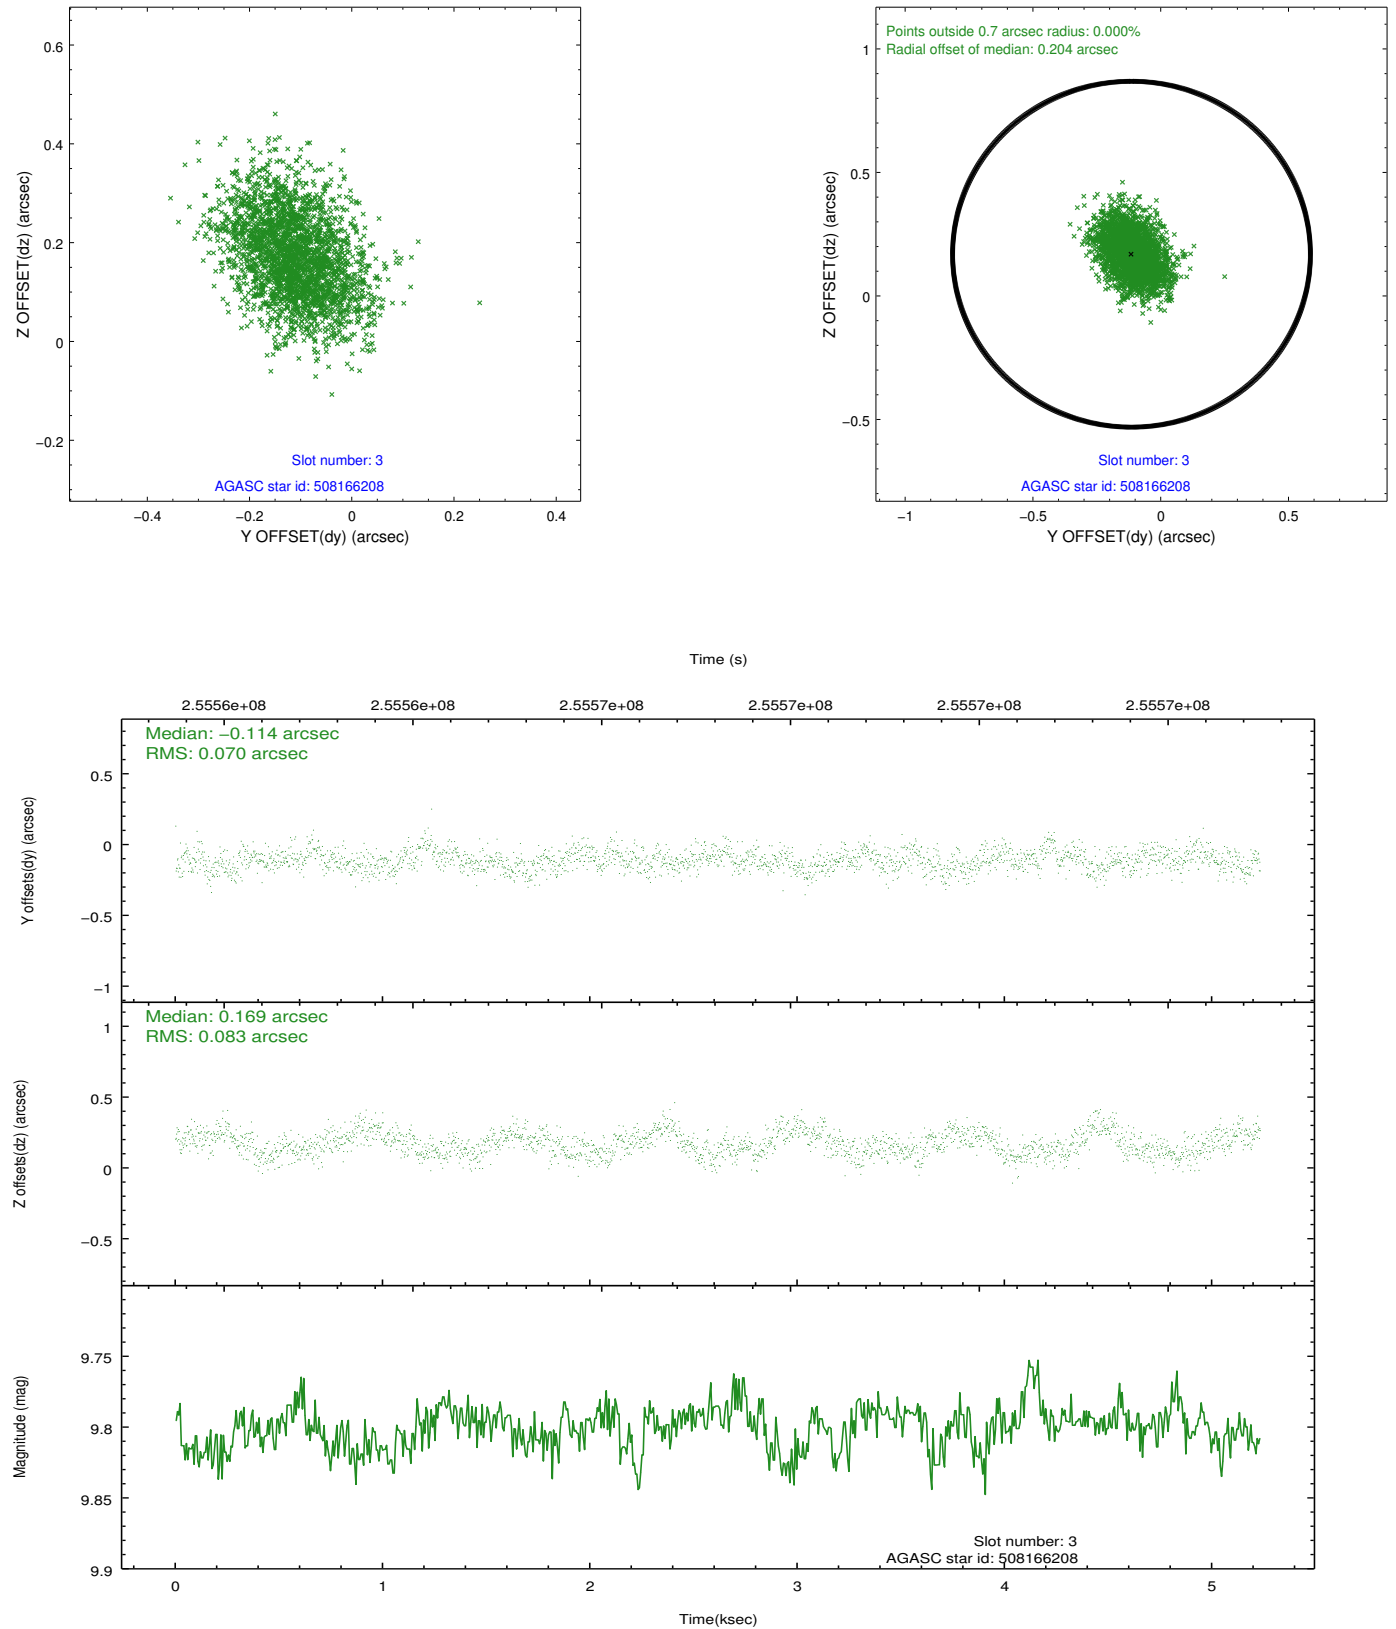 0.6
0.4
0.2
0
−0.2
Z OFFSET(dz) (arcsec)
Slot number: 3
AGASC star id: 508166208
−0.4 −0.2 0 0.2 0.4
Y OFFSET(dy) (arcsec)
Points outside 0.7 arcsec radius: 0.000%
Radial offset of median: 0.204 arcsec
1
0.5
0
−0.5
Z OFFSET(dz) (arcsec)
Slot number: 3
AGASC star id: 508166208
−1 −0.5 0 0.5
Y OFFSET(dy) (arcsec)
Time (s)
2.5556e+08 2.5556e+08 2.5557e+08 2.5557e+08 2.5557e+08 2.5557e+08
Median: −0.114 arcsec
RMS: 0.070 arcsec
0.5
0
−0.5
−1
Y offsets(dy) (arcsec)
Median: 0.169 arcsec
RMS: 0.083 arcsec
1
0.5
0
−0.5
Z offsets(dz) (arcsec)
9.75
9.8
9.85
9.9
Magnitude (mag)
Slot number: 3
AGASC star id: 508166208
0 1 2 3 4 5
Time(ksec)